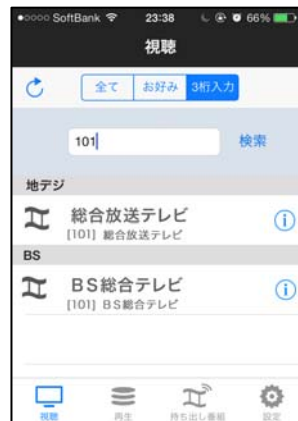 SoftBank 23:38 66%
視聴
全て お好み 3桁入力
101 検索
地デジ
総合放送テレビ
[101] 総合放送テレビ
BS
BS総合テレビ
[101] BS総合テレビ
視聴 再生 持ち出し番組 設定